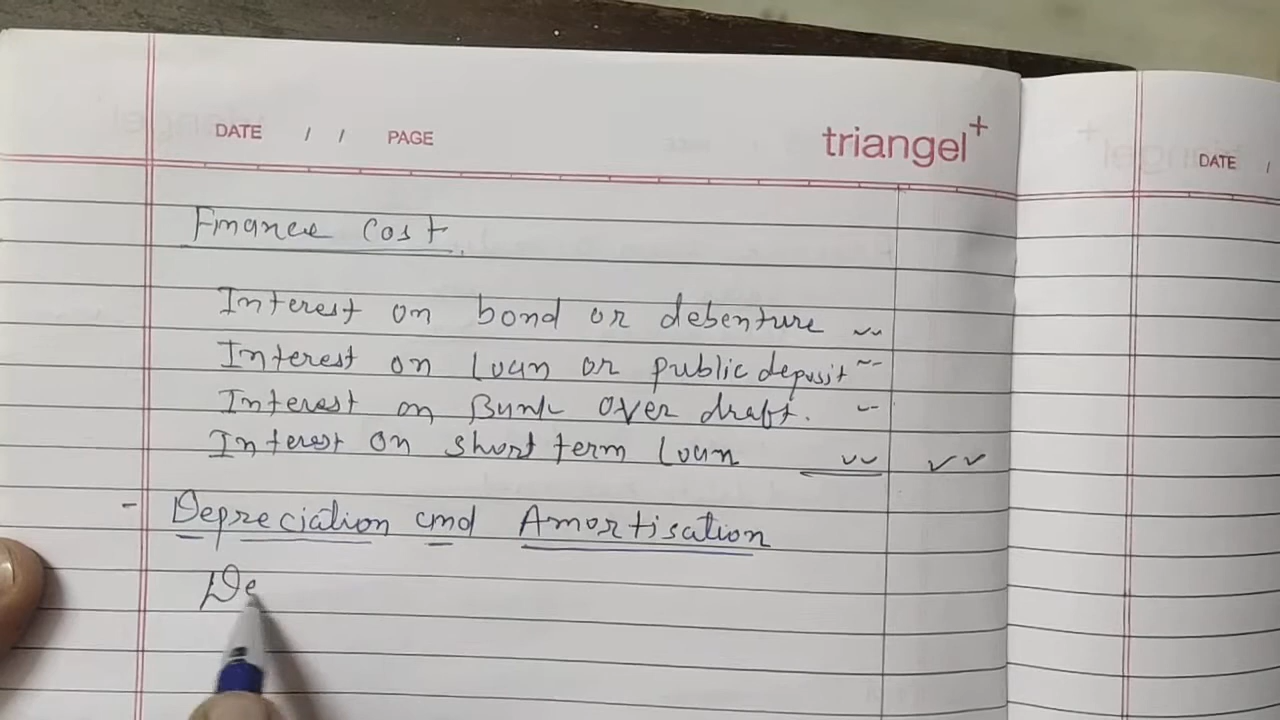 DATE / / PAGE triangel+
DATE /
Finance Cost.
Interest on bond or debenture
Interest on Loan or public deposit
Interest on Bank over draft.
Interest on short term Loan
- Depreciation and Amortisation
De